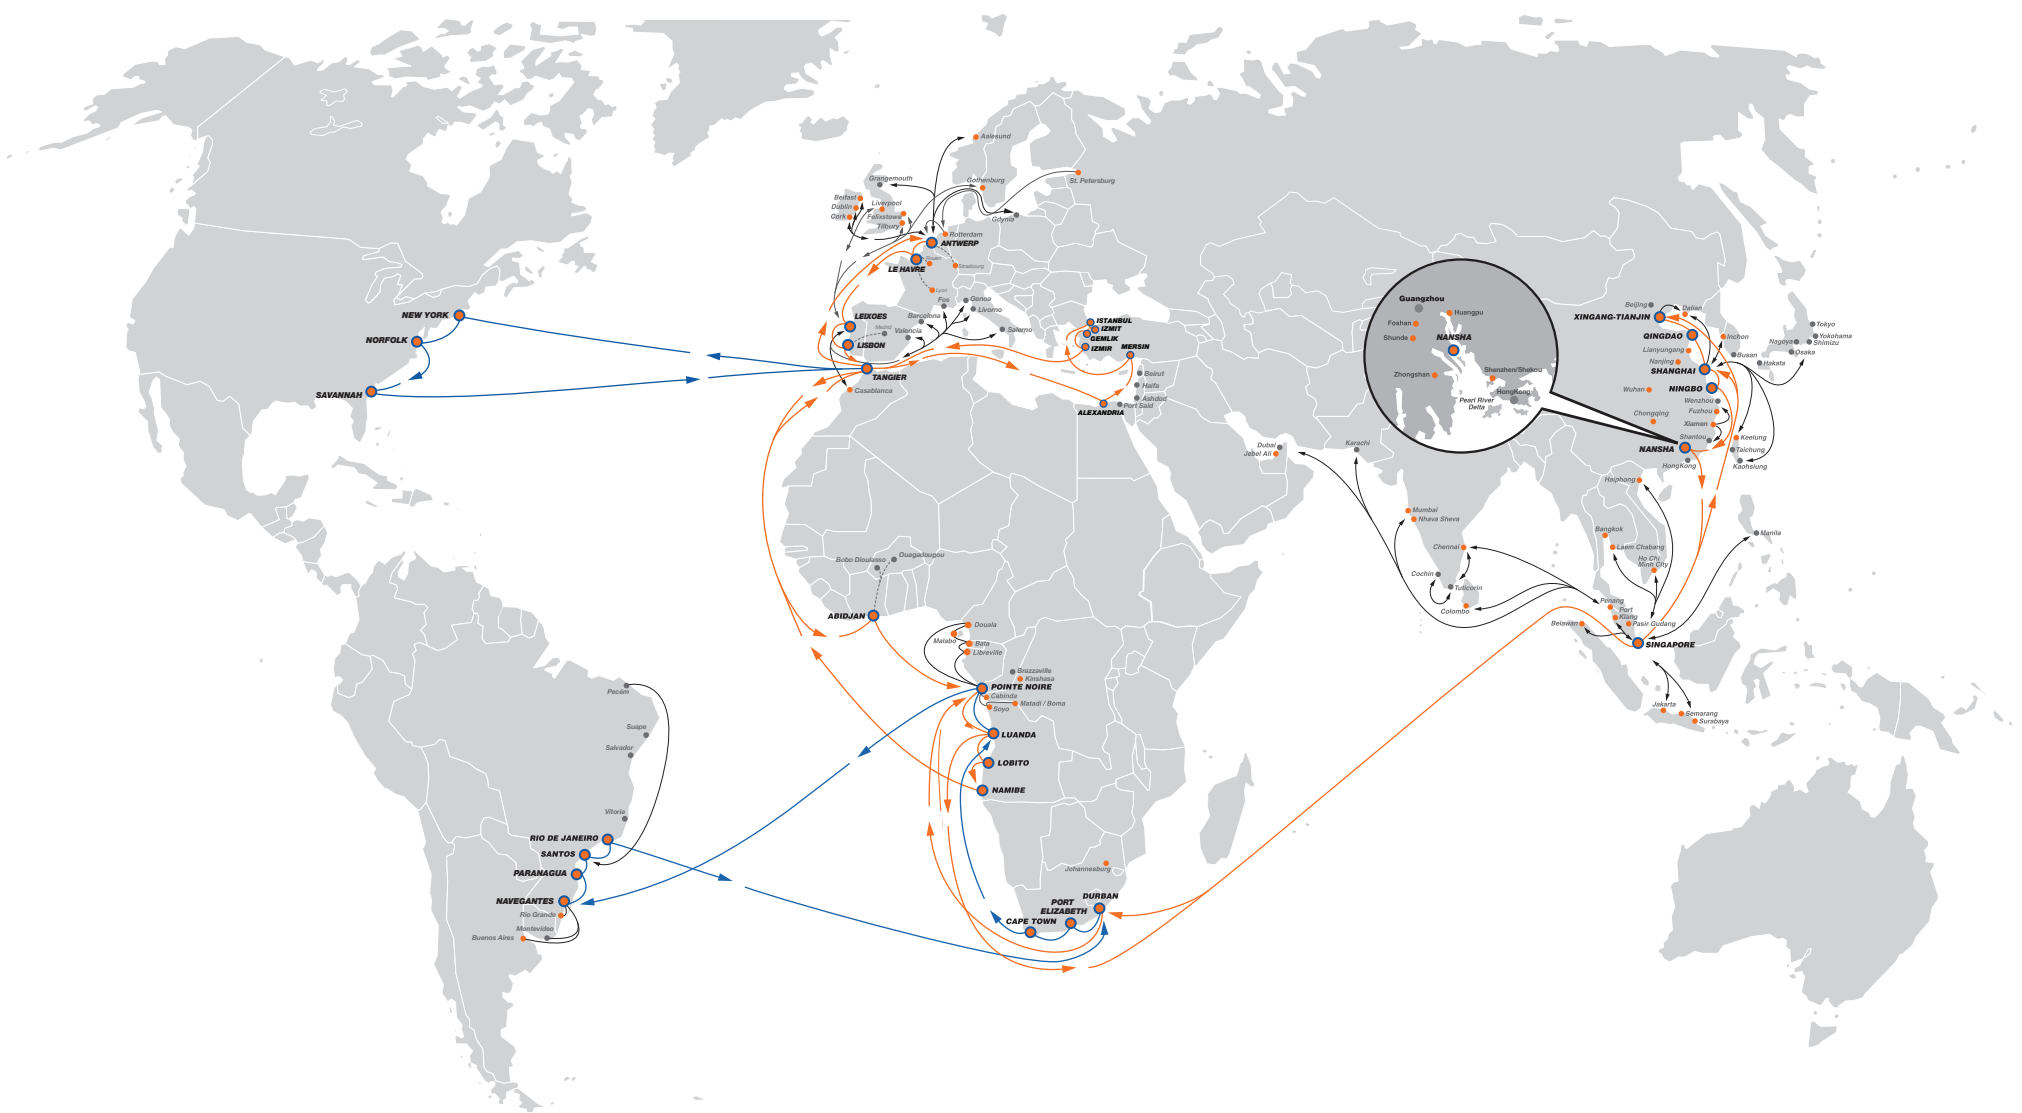 Aalesund
Grangemouth
Gothenburg
St. Petersburg
Belfast
Dublin
Cork
Liverpool
Felixstowe
Tilbury
Gdynia
Rotterdam
ANTWERP
LE HAVRE
Rouen
Strasbourg
Lyon
Fos
Genoa
Livorno
Barcelona
Valencia
Salerno
Madrid
LEIXOES
LISBON
TANGIER
Casablanca
ISTANBUL
IZMIT
GEMLIK
IZMIR
MERSIN
Beirut
Haifa
Ashdod
Port Said
ALEXANDRIA
NEW YORK
NORFOLK
SAVANNAH
Guangzhou
Huangpu
Foshan
Shunde
NANSHA
Zhongshan
Shenzhen/Shekou
HongKong
Pearl River
Delta
Beijing
Dalian
XINGANG-TIANJIN
QINGDAO
Inchon
Lianyungang
Nanjing
SHANGHAI
Busan
Hakata
Nagoya
Osaka
Tokyo
Yokohama
Shimizu
Wuhan
NINGBO
Wenzhou
Fuzhou
Chongqing
Xiamen
Shantou
NANSHA
HongKong
Keelung
Taichung
Kaohsiung
Haiphong
Dubai
Jebel Ali
Karachi
Mumbai
Nhava Sheva
Chennai
Cochin
Tuticorin
Colombo
Bangkok
Laem Chabang
Ho Chi
Minh City
Manila
Penang
Port
Klang
Pasir Gudang
Belawan
SINGAPORE
Jakarta
Semarang
Surabaya
Bobo Dioulasso
Ouagadougou
ABIDJAN
Douala
Malabo
Bata
Libreville
Brazzaville
Kinshasa
POINTE NOIRE
Cabinda
Matadi / Boma
Soyo
LUANDA
LOBITO
NAMIBE
Johannesburg
DURBAN
PORT
ELIZABETH
CAPE TOWN
Pecém
Suape
Salvador
Vitoria
RIO DE JANEIRO
SANTOS
PARANAGUA
NAVEGANTES
Rio Grande
Montevideo
Buenos Aires